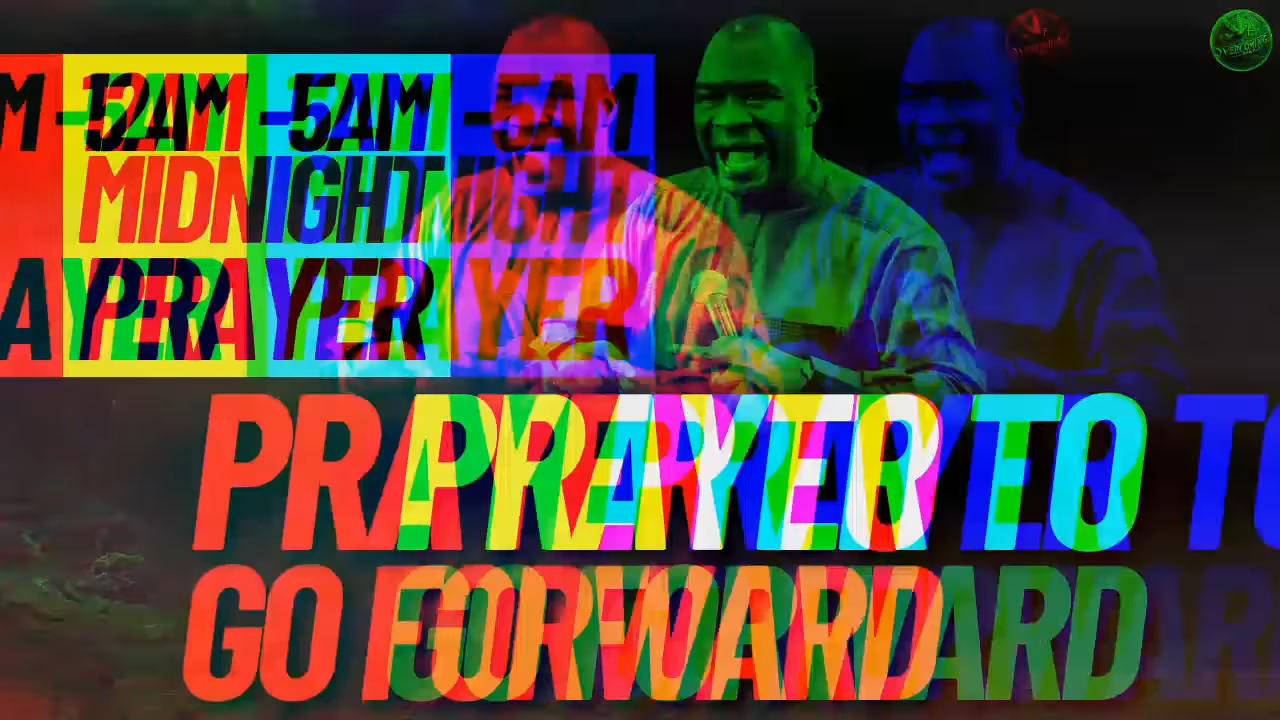 12AM -5AM
MIDNIGHT
PRAYER
PRAYER TO
GO FORWARD